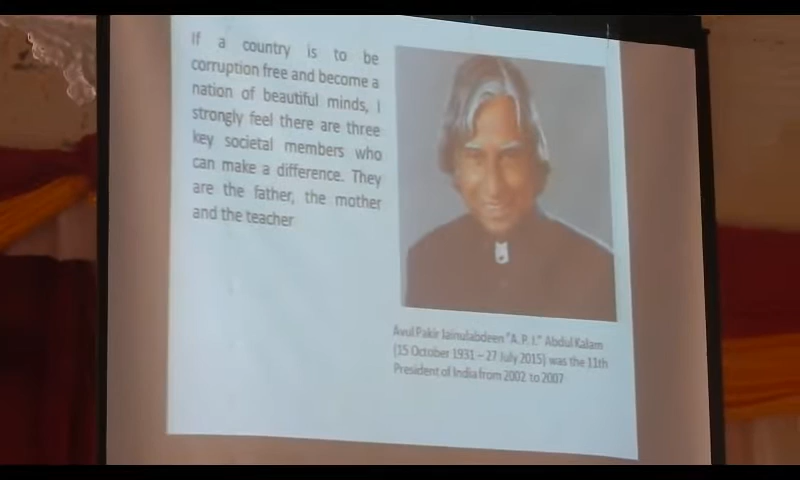 If a country is to be
corruption free and become a
nation of beautiful minds, I
strongly feel there are three
key societal members who
can make a difference. They
are the father, the mother
and the teacher
Avul Pakir Jainulabdeen "A. P. J." Abdul Kalam
(15 October 1931 – 27 July 2015) was the 11th
President of India from 2002 to 2007